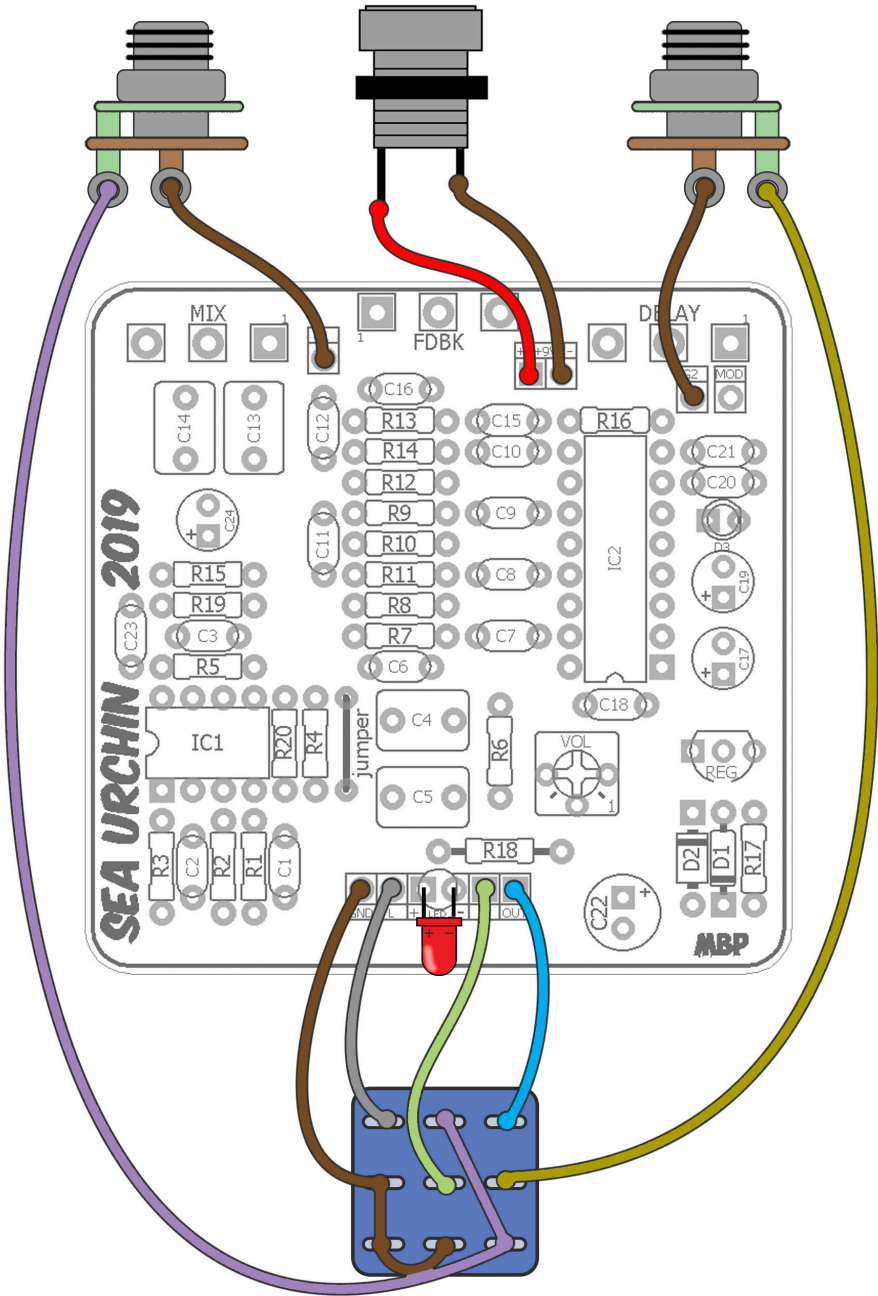 MIX
1
1
FDBK
DELAY
1
+9V -
G2
MOD
C16
C14
C13
C12
R13
C15
R16
R14
C10
C21
R12
C20
C24
+
C11
R9
C9
D3
R10
IC2
R15
R11
C8
C19
+
R19
R8
C23
C3
R7
C7
C17
+
R5
C6
C18
SEA URCHIN 2019
IC1
R20
R4
jumper
C4
R6
VOL
1
REG
C5
R3
C2
R2
R1
C1
R18
D2
D1
R17
GND
L
+
LED
-
OUT
+ -
C22
+
MBP